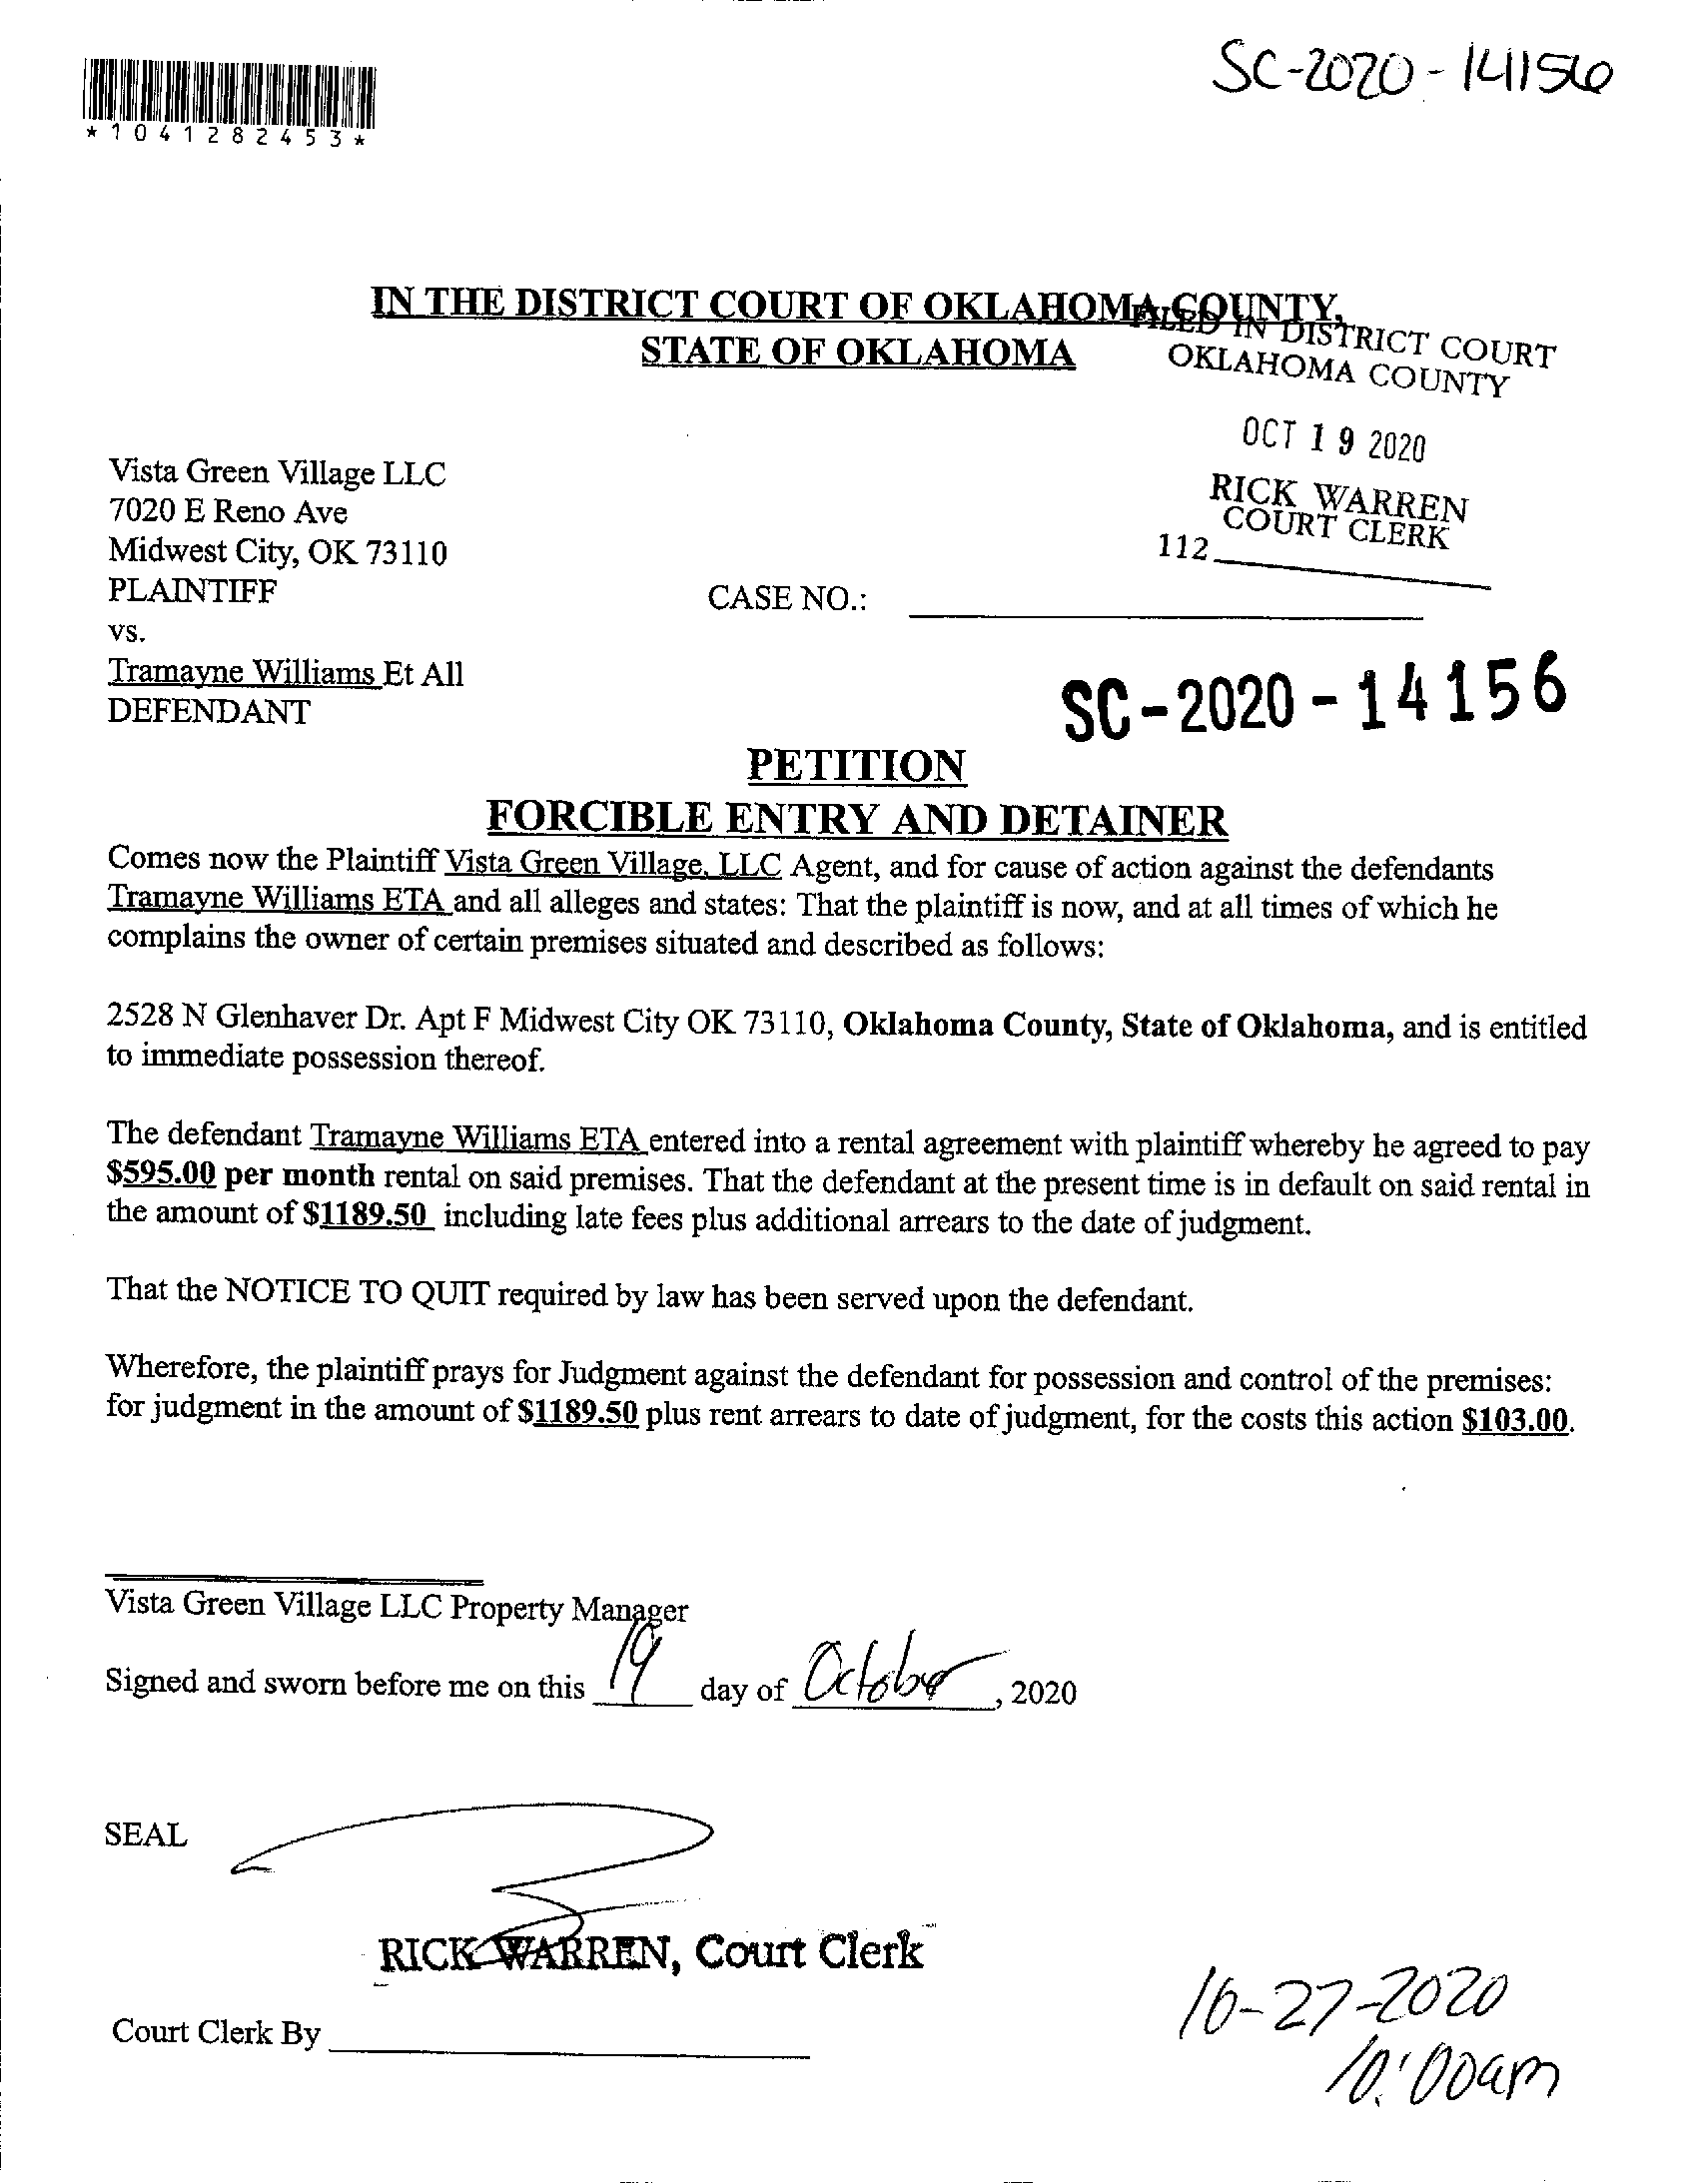 SC-2020-14156
*1041282453*
IN THE DISTRICT COURT OF OKLAHOMA COUNTY,
STATE OF OKLAHOMA
FILED IN DISTRICT COURT
OKLAHOMA COUNTY
OCT 19 2020
RICK WARREN
COURT CLERK
112
Vista Green Village LLC
7020 E Reno Ave
Midwest City, OK 73110
PLAINTIFF
CASE NO.:
vs.
Tramayne Williams Et All
DEFENDANT
SC-2020-14156
PETITION
FORCIBLE ENTRY AND DETAINER
Comes now the Plaintiff Vista Green Village, LLC Agent, and for cause of action against the defendants
Tramayne Williams ETA and all alleges and states: That the plaintiff is now, and at all times of which he
complains the owner of certain premises situated and described as follows:
2528 N Glenhaver Dr. Apt F Midwest City OK 73110, Oklahoma County, State of Oklahoma, and is entitled
to immediate possession thereof.
The defendant Tramayne Williams ETA entered into a rental agreement with plaintiff whereby he agreed to pay
$595.00 per month rental on said premises. That the defendant at the present time is in default on said rental in
the amount of $1189.50 including late fees plus additional arrears to the date of judgment.
That the NOTICE TO QUIT required by law has been served upon the defendant.
Wherefore, the plaintiff prays for Judgment against the defendant for possession and control of the premises:
for judgment in the amount of $1189.50 plus rent arrears to date of judgment, for the costs this action $103.00.
Vista Green Village LLC Property Manager
Signed and sworn before me on this 19 day of October, 2020
SEAL
RICK WARREN, Court Clerk
Court Clerk By
10-27-2020
10:00am